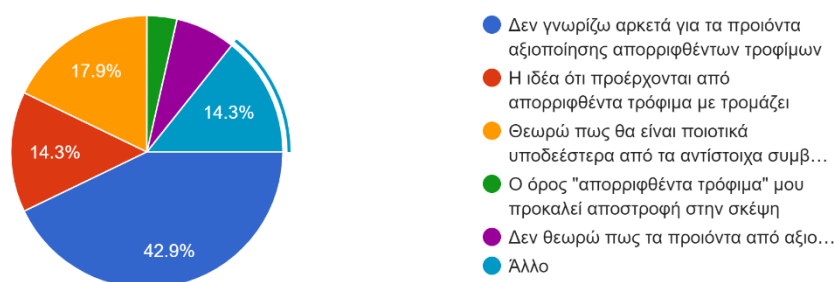 17.9%
14.3%
14.3%
42.9%
Δεν γνωρίζω αρκετά για τα προιόντα
αξιοποίησης απορριφθέντων τροφίμων
Η ιδέα ότι προέρχονται από
απορριφθέντα τρόφιμα με τρομάζει
Θεωρώ πως θα είναι ποιοτικά
υποδεέστερα από τα αντίστοιχα συμβ…
Ο όρος "απορριφθέντα τρόφιμα" μου
προκαλεί αποστροφή στην σκέψη
Δεν θεωρώ πως τα προιόντα από αξιο…
Άλλο